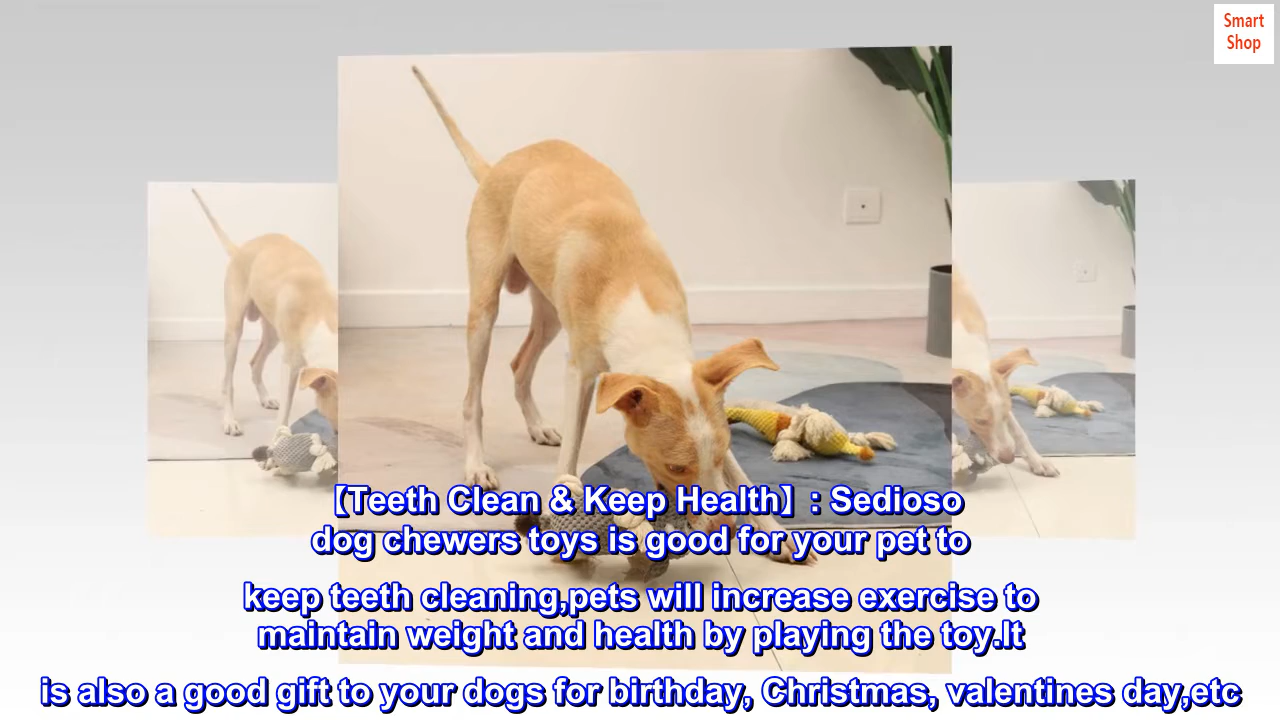 Smart
Shop
【Teeth Clean & Keep Health】: Sedioso
dog chewers toys is good for your pet to
keep teeth cleaning,pets will increase exercise to
maintain weight and health by playing the toy.It
is also a good gift to your dogs for birthday, Christmas, valentines day,etc